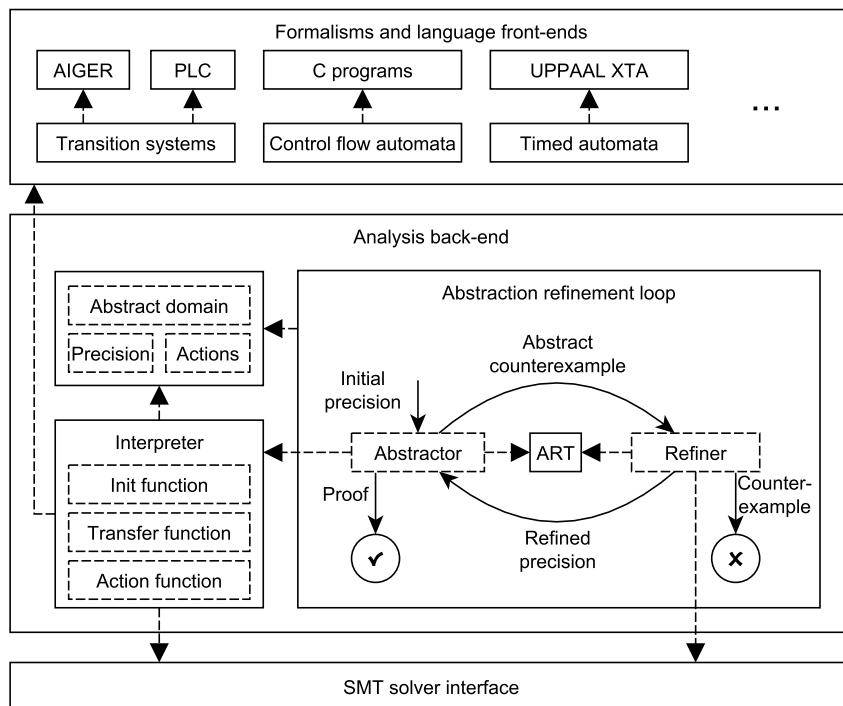 Formalisms and language front-ends
AIGER
PLC
C programs
UPPAAL XTA
...
Transition systems
Control flow automata
Timed automata
Analysis back-end
Abstract domain
Precision
Actions
Interpreter
Init function
Transfer function
Action function
Abstraction refinement loop
Initial
precision
Abstract
counterexample
Abstractor
ART
Refiner
Proof
Refined
precision
Counter-
example
SMT solver interface